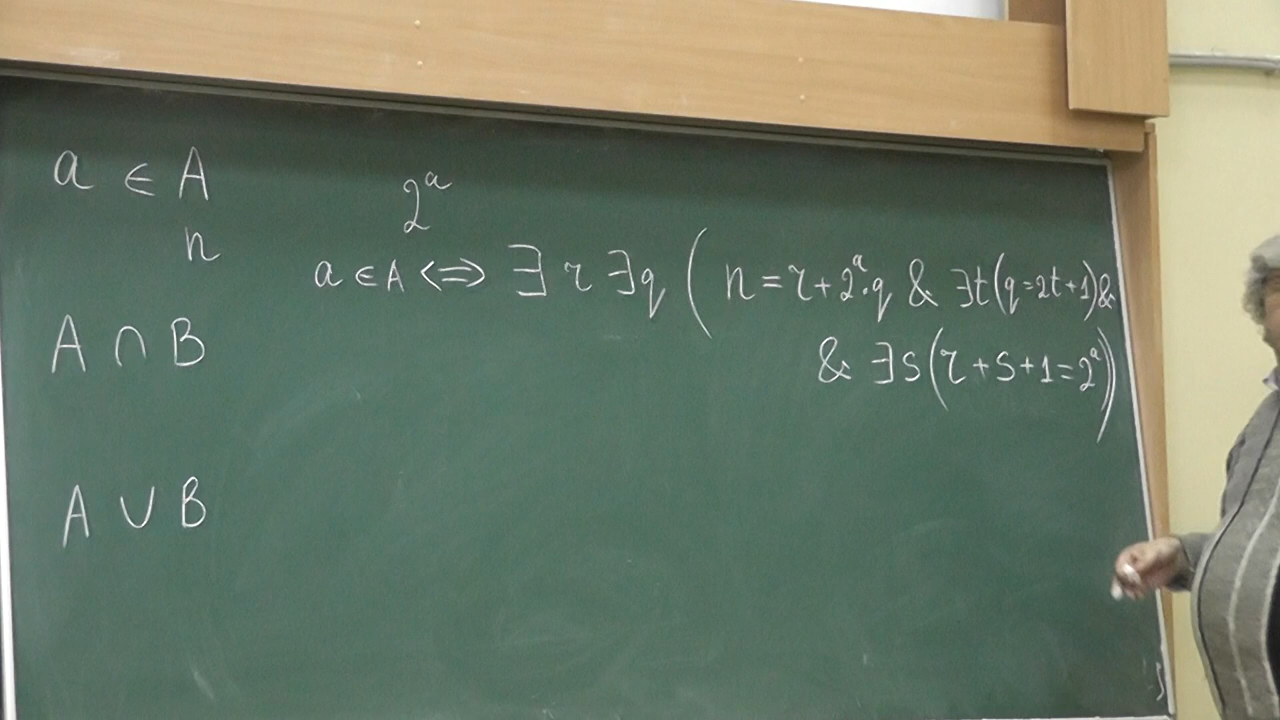 a ∈ A
n
2^a
a ∈ A <=> ∃ r ∃q ( n = r + 2^a · q & ∃t(q = 2t + 1) &
& ∃s(r + s + 1 = 2^a))
A ∩ B
A ∪ B